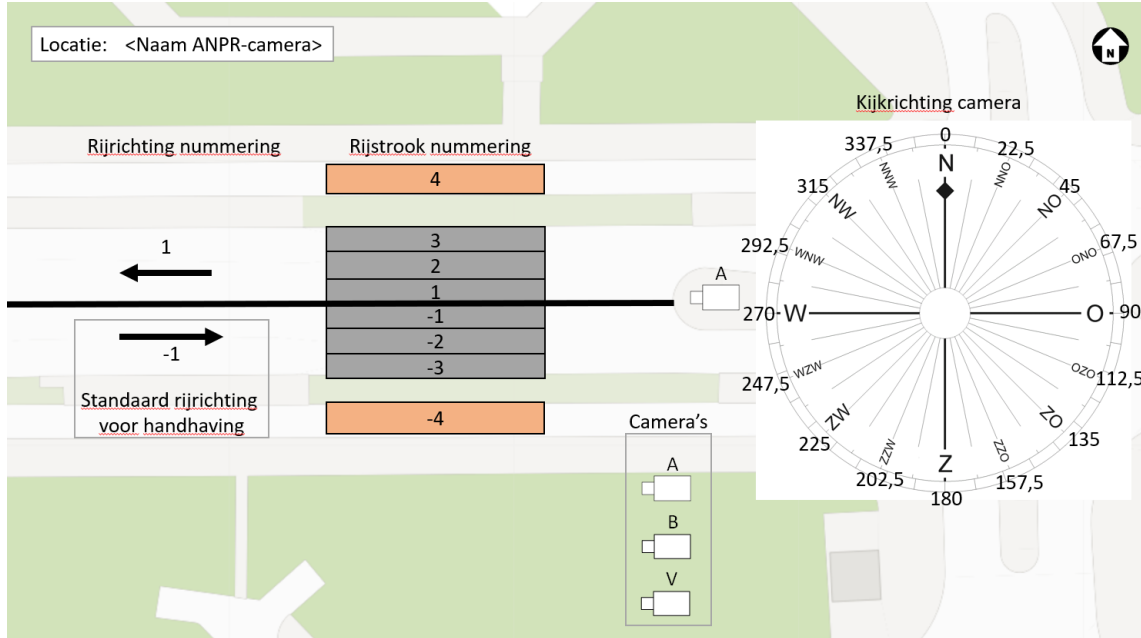 Locatie: <Naam ANPR-camera>
N
Kijkrichting camera
Rijrichting nummering
Rijstrook nummering
4
3
2
1
-1
-2
-3
-4
1
-1
Standaard rijrichting
voor handhaving
A
Camera's
A
B
V
0
22,5
45
67,5
90
112,5
135
157,5
180
202,5
225
247,5
270
292,5
315
337,5
N
NNO
NO
ONO
O
OZO
ZO
ZZO
Z
ZZW
ZW
WZW
W
WNW
NW
NNW